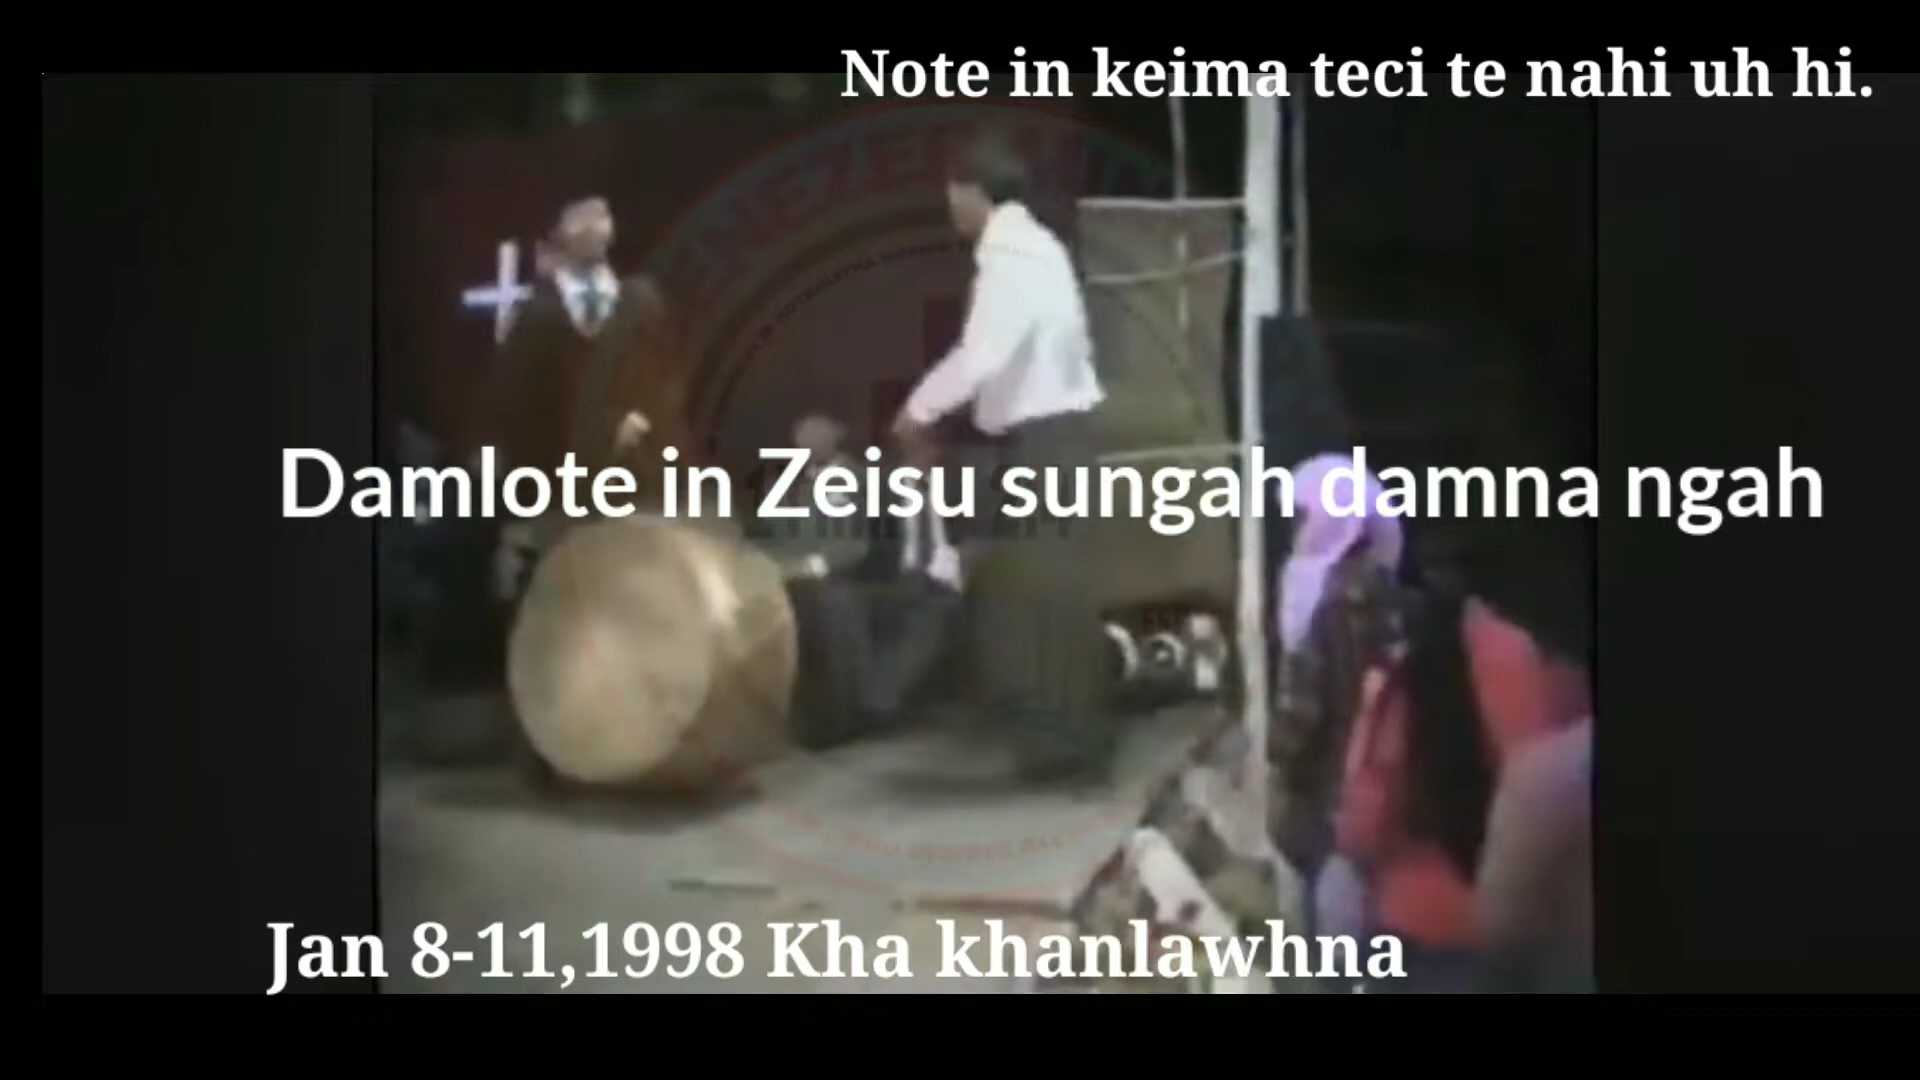 Note in keima teci te nahi uh hi.
Damlote in Zeisu sungah damna ngah
Jan 8-11,1998 Kha khanlawhna